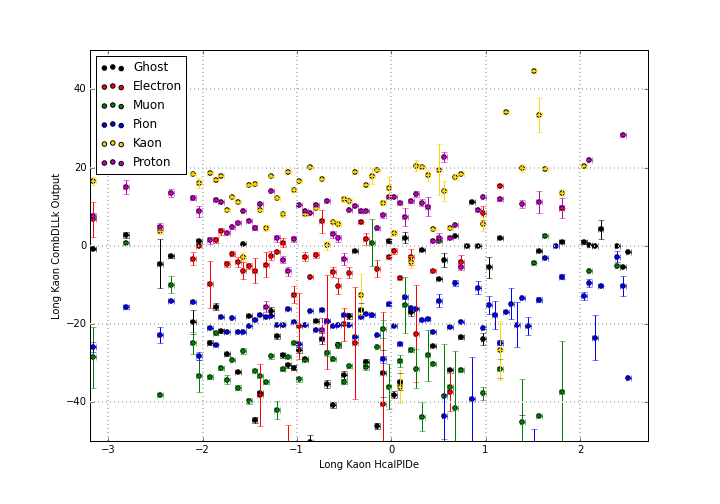 Ghost
Electron
Muon
Pion
Kaon
Proton
40
20
0
−20
−40
−3
−2
−1
0
1
2
Long Kaon HcalPIDe
Long Kaon CombDLLk Output